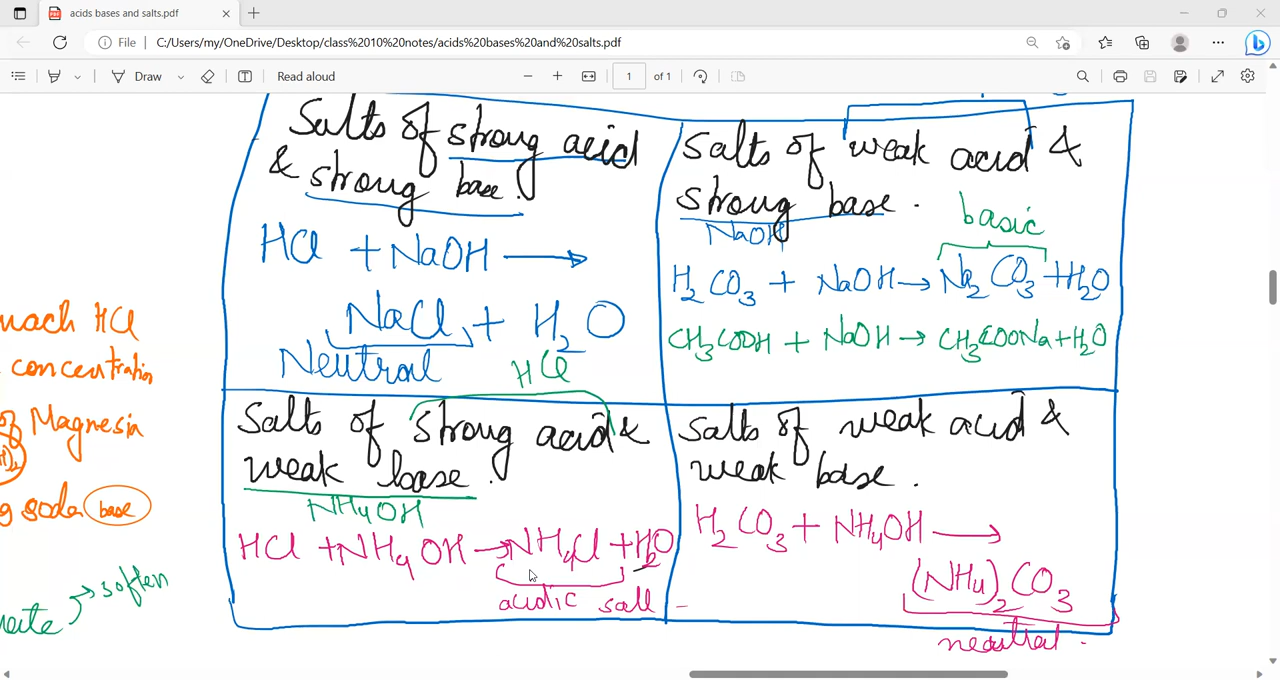 acids bases and salts.pdf
File C:/Users/my/OneDrive/Desktop/class%2010%20notes/acids%20bases%20and%20salts.pdf
Draw Read aloud 1 of 1
Salts of strong acid
& strong base.
HCl + NaOH →
NaCl + H2O
Neutral
Salts of weak acid &
strong base.
NaOH
basic
H2CO3 + NaOH → Na2CO3 + H2O
CH3COOH + NaOH → CH3COONa + H2O
HCl
Salts of strong acid &
weak base.
NH4OH
HCl + NH4OH → NH4Cl + H2O
acidic salt
Salts of weak acid &
weak base.
H2CO3 + NH4OH →
(NH4)2CO3
neutral.
HCl
concentration
of Magnesia
soda base
→ soften